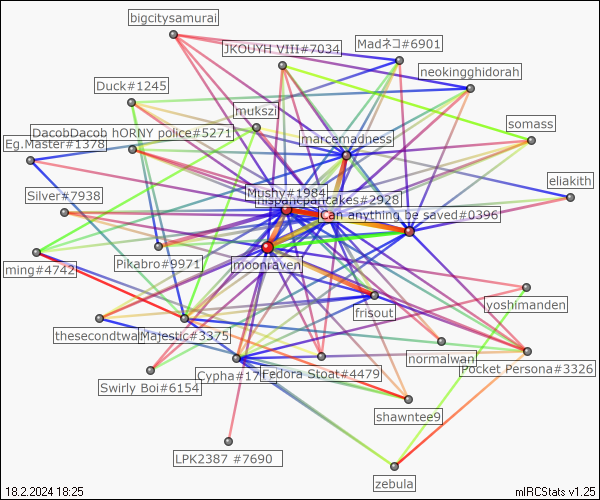 bigcitysamurai
JKOUYH VIII#7034
Madネコ#6901
neokingghidorah
Duck#1245
mukszi
somass
DacobDacob hORNY police#5271
marcemadness
Eg.Master#1378
eliakith
Silver#7938
Mushy#1984
pancakes#2928
Can anything be saved#0396
ming#4742
Pikabro#9971
moonraven
yoshimanden
frisout
thesecondtwa
Majestic#3375
normalwan
Swirly Boi#6154
Cypha#17
Fedora Stoat#4479
Pocket Persona#3326
shawntee9
LPK2387 #7690
zebula
18.2.2024 18:25
mIRCStats v1.25